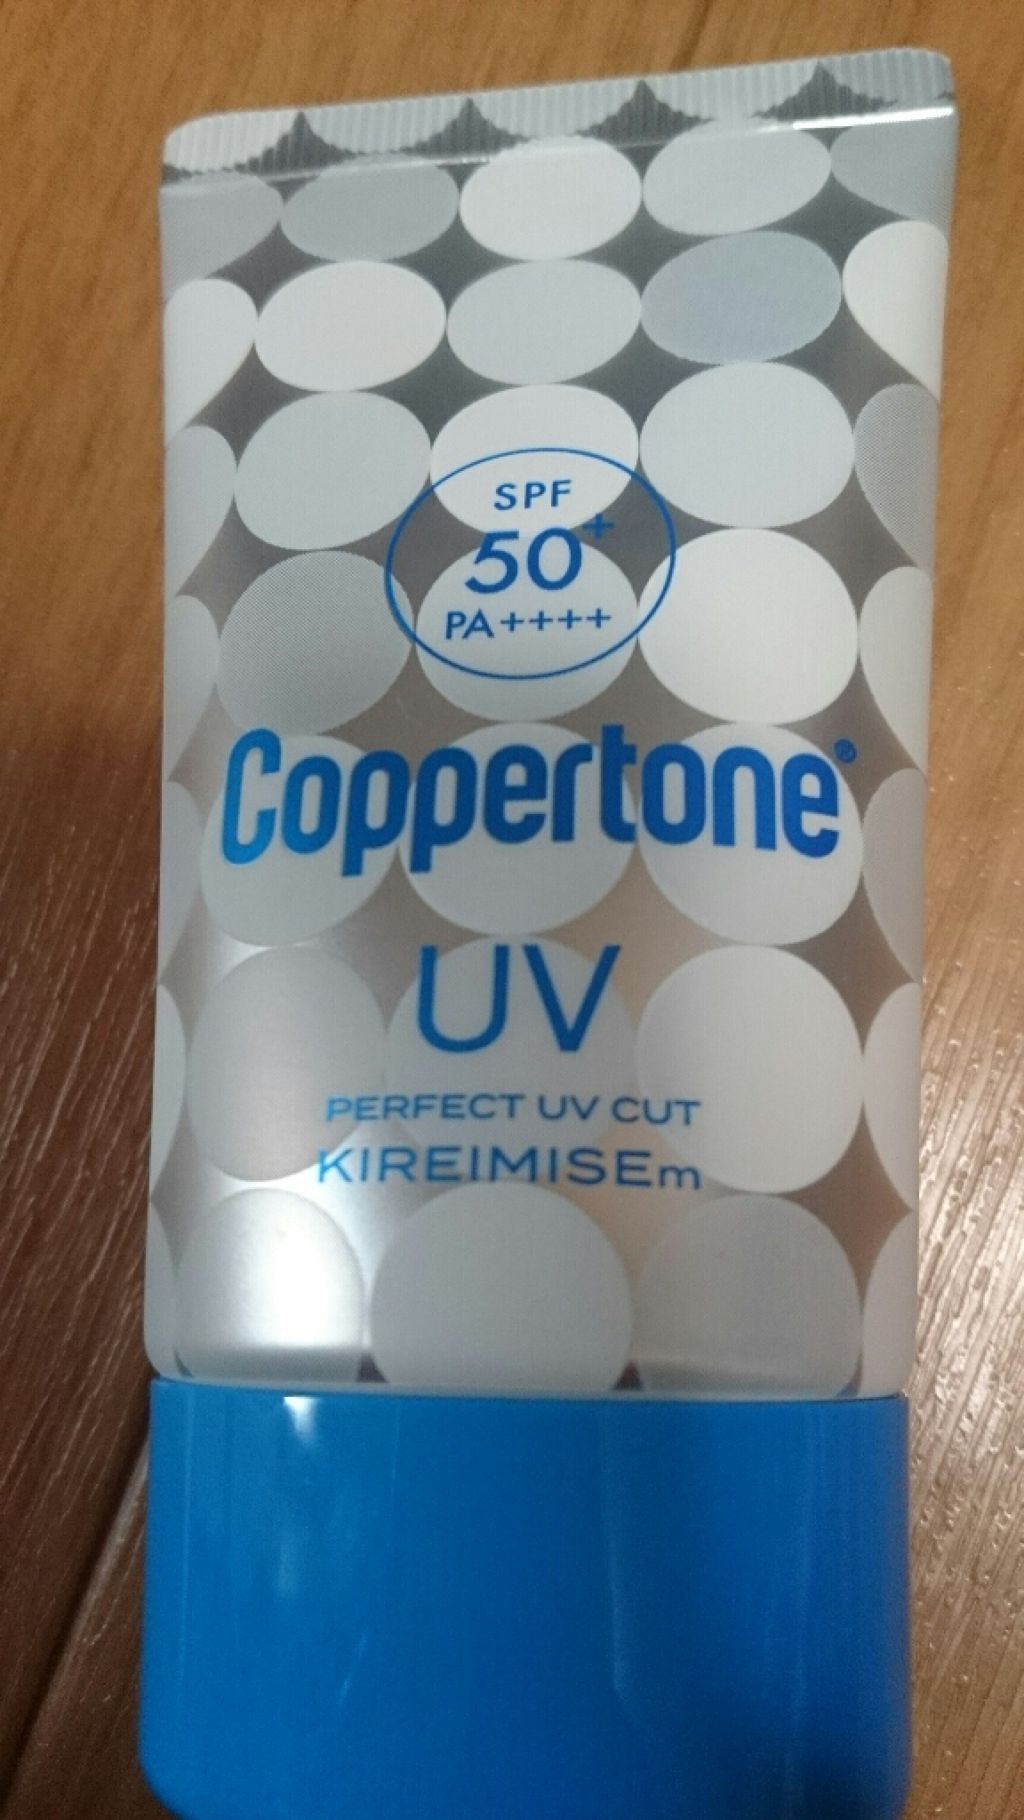 SPF
50+
PA++++
Coppertone®
UV
PERFECT UV CUT
KIREIMISEm